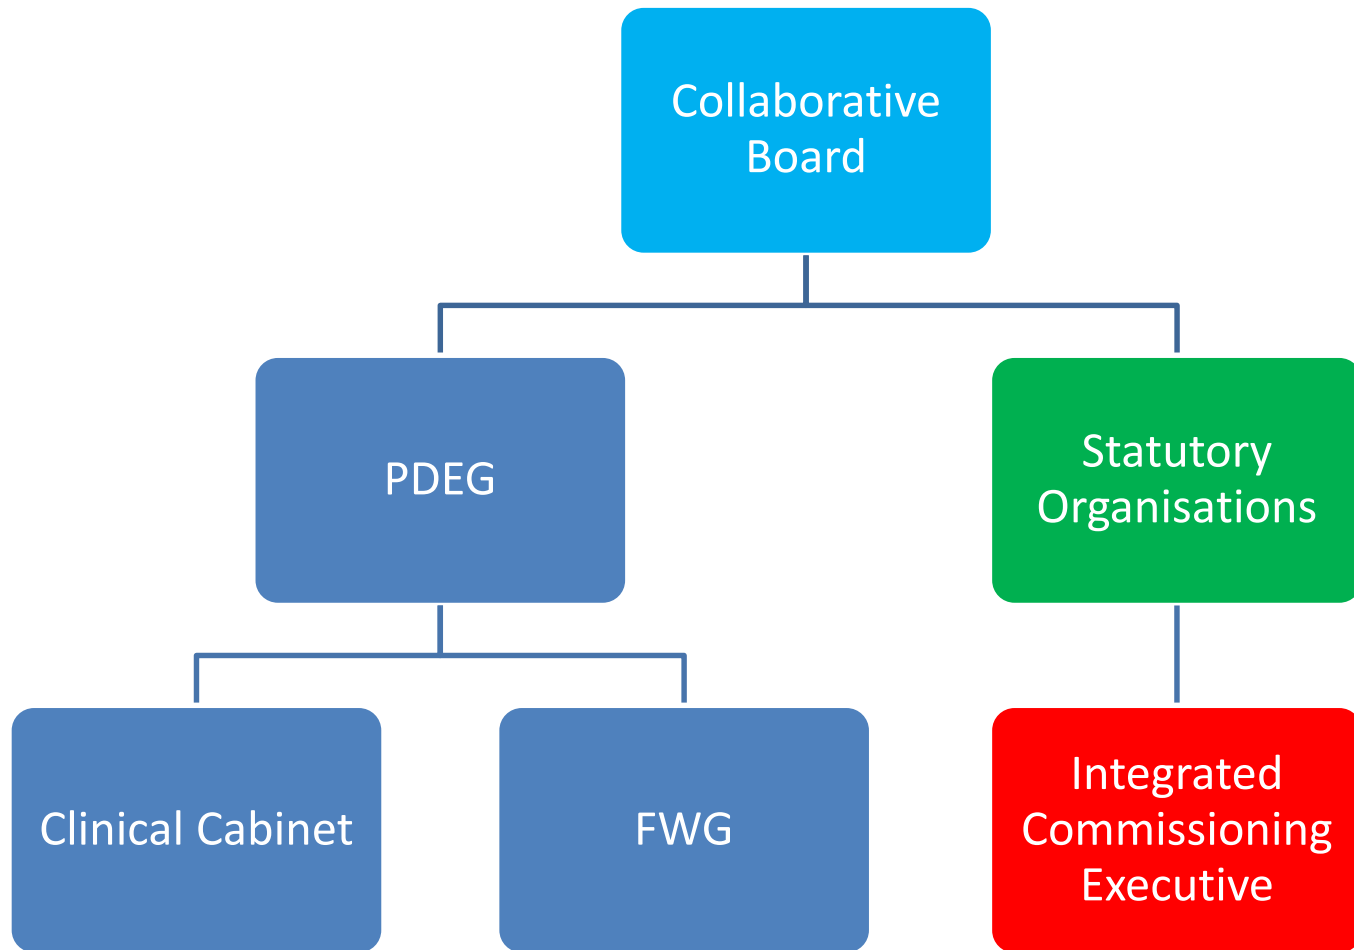 Collaborative
Board
PDEG
Statutory
Organisations
Clinical Cabinet
FWG
Integrated
Commissioning
Executive